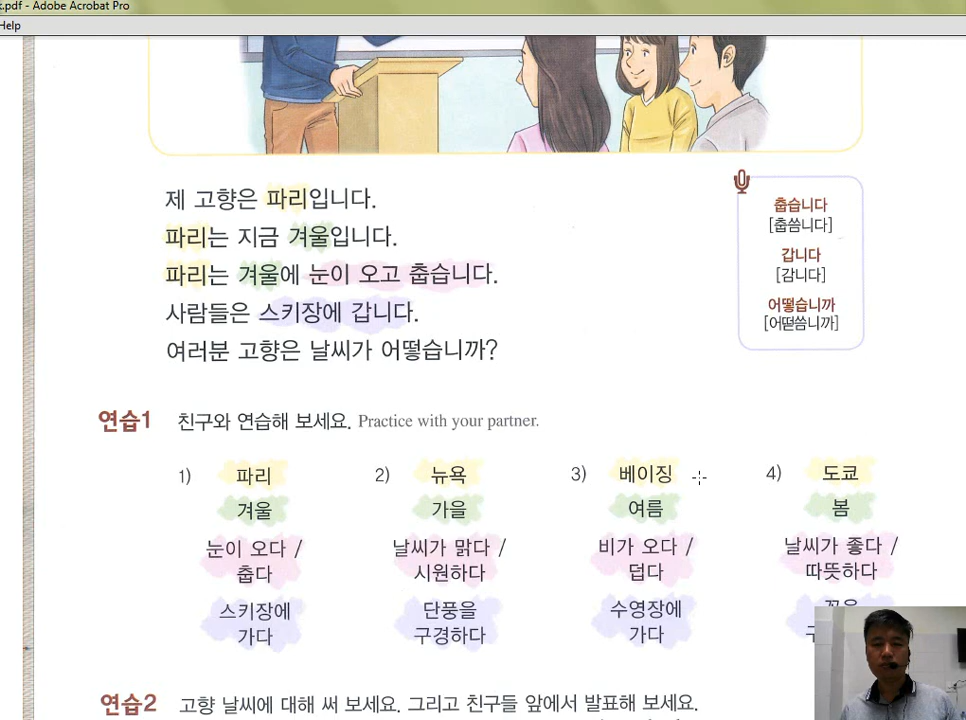 .pdf - Adobe Acrobat Pro
Help
제 고향은 파리입니다.
파리는 지금 겨울입니다.
파리는 겨울에 눈이 오고 춥습니다.
사람들은 스키장에 갑니다.
여러분 고향은 날씨가 어떻습니까?
춥습니다
[춥씀니다]
갑니다
[감니다]
어떻습니까
[어떧씀니까]
연습1 친구와 연습해 보세요. Practice with your partner.
1) 파리
겨울
눈이 오다 /
춥다
스키장에
가다
2) 뉴욕
가을
날씨가 맑다 /
시원하다
단풍을
구경하다
3) 베이징
여름
비가 오다 /
덥다
수영장에
가다
4) 도쿄
봄
날씨가 좋다 /
따뜻하다
연습2 고향 날씨에 대해 써 보세요. 그리고 친구들 앞에서 발표해 보세요.